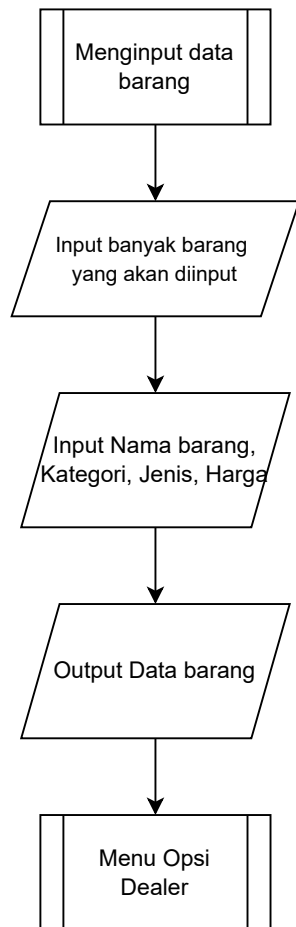 Menginput data
barang
Input banyak barang
yang akan diinput
Input Nama barang,
Kategori, Jenis, Harga
Output Data barang
Menu Opsi
Dealer